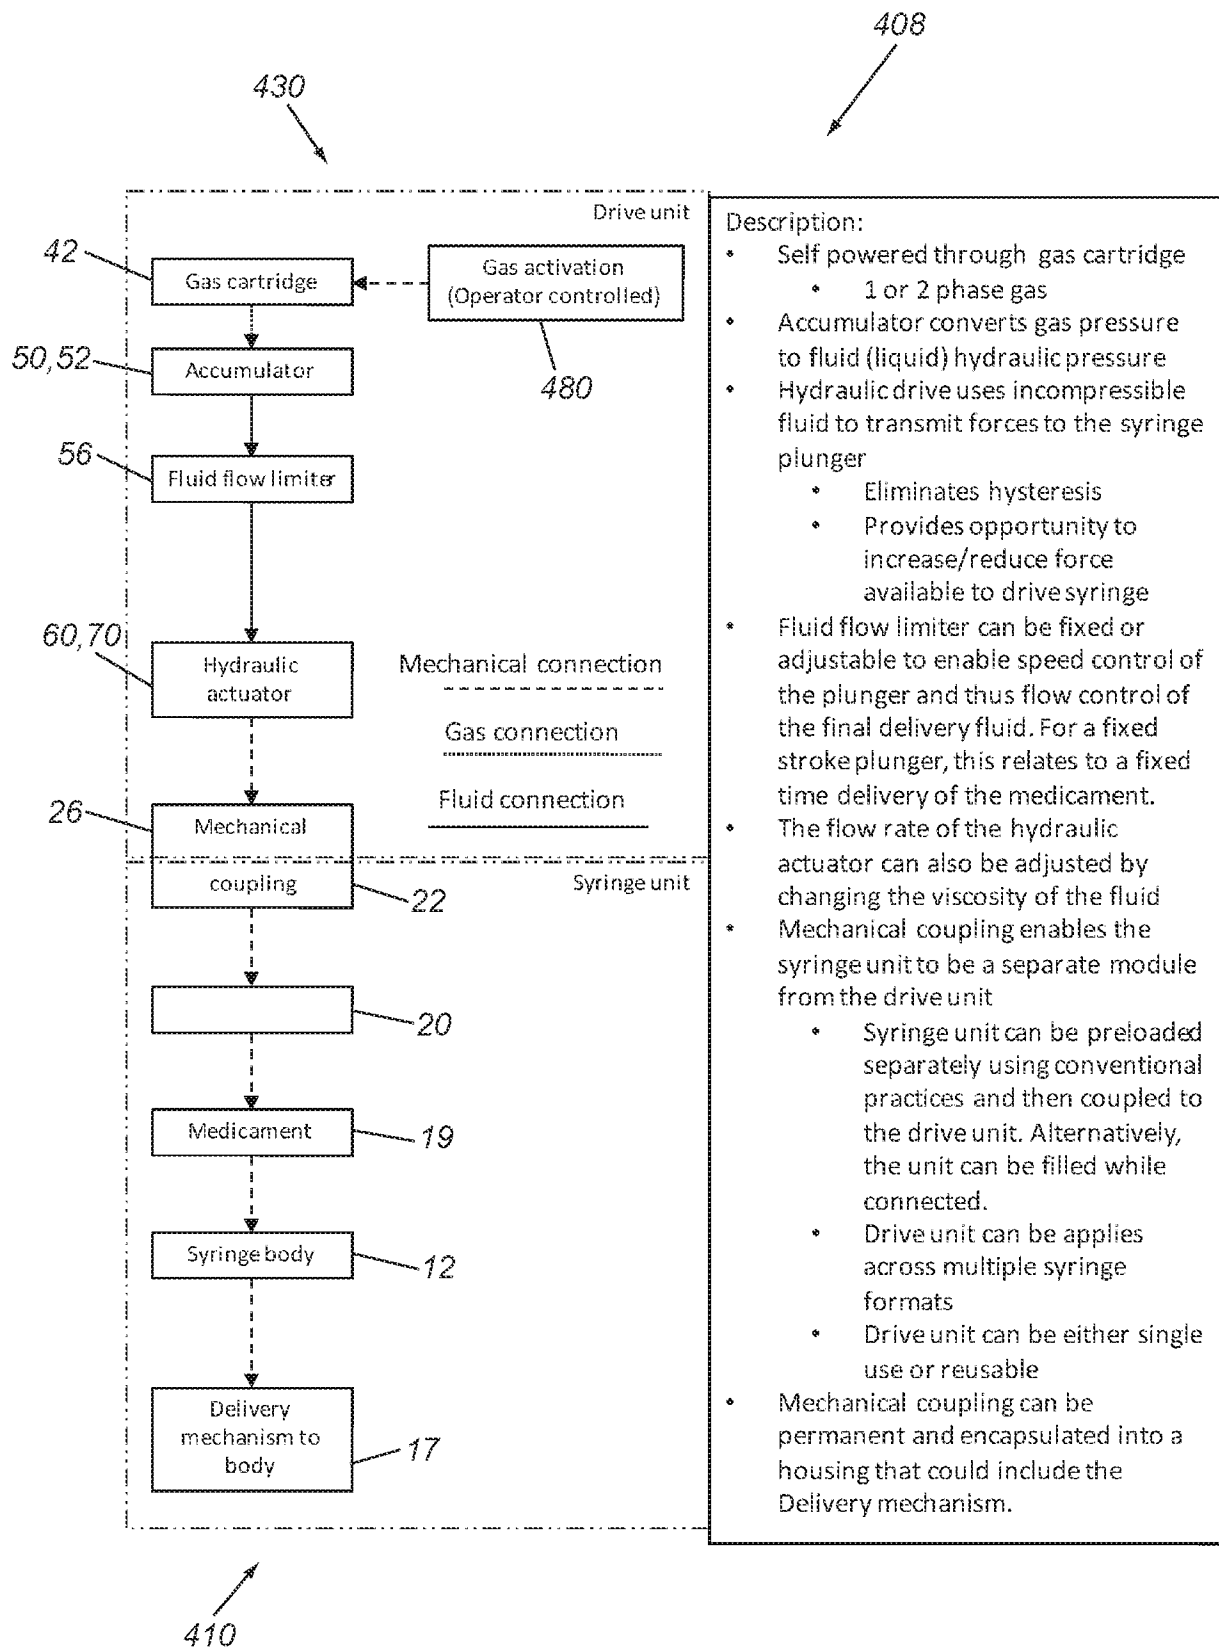 408
430
Drive unit
42
Gas cartridge
Gas activation
(Operator controlled)
480
50,52
Accumulator
56
Fluid flow limiter
60,70
Hydraulic
actuator
Mechanical connection
Gas connection
Fluid connection
26
Mechanical
coupling
22
Syringe unit
20
Medicament
19
Syringe body
12
Delivery
mechanism to
body
17
410
Description:
• Self powered through gas cartridge
• 1 or 2 phase gas
• Accumulator converts gas pressure
to fluid (liquid) hydraulic pressure
• Hydraulic drive uses incompressible
fluid to transmit forces to the syringe
plunger
• Eliminates hysteresis
• Provides opportunity to
increase/reduce force
available to drive syringe
• Fluid flow limiter can be fixed or
adjustable to enable speed control of
the plunger and thus flow control of
the final delivery fluid. For a fixed
stroke plunger, this relates to a fixed
time delivery of the medicament.
• The flow rate of the hydraulic
actuator can also be adjusted by
changing the viscosity of the fluid
• Mechanical coupling enables the
syringe unit to be a separate module
from the drive unit
• Syringe unit can be preloaded
separately using conventional
practices and then coupled to
the drive unit. Alternatively,
the unit can be filled while
connected.
• Drive unit can be applies
across multiple syringe
formats
• Drive unit can be either single
use or reusable
• Mechanical coupling can be
permanent and encapsulated into a
housing that could include the
Delivery mechanism.